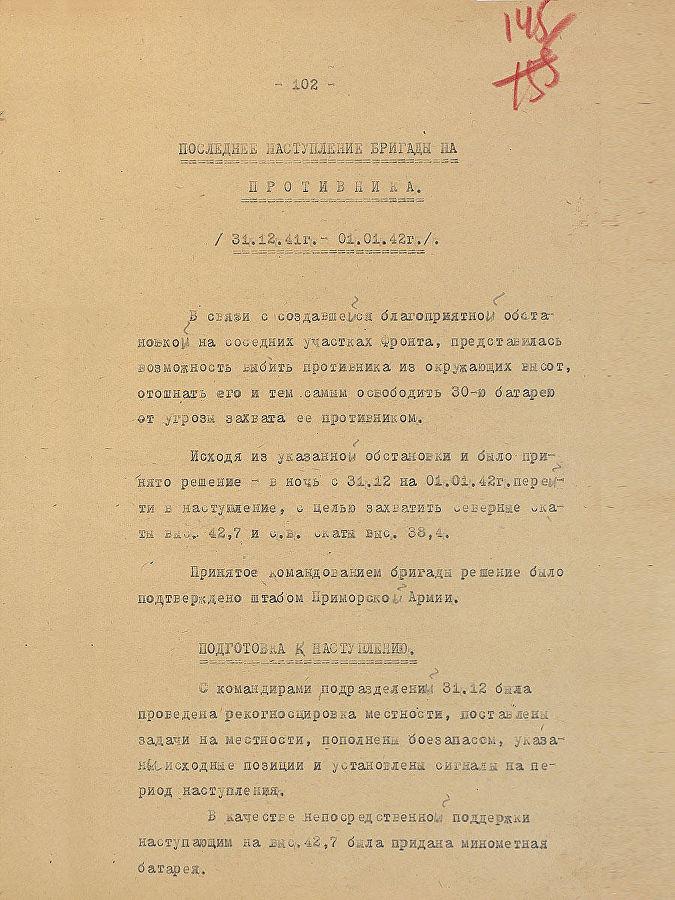 145
155
- 102 -
ПОСЛЕДНЕЕ НАСТУПЛЕНИЕ БРИГАДЫ НА
ПРОТИВНИКА.
/ 31.12.41г.- 01.01.42г./.
В связи с создавшейся благоприятной обста-
новкой на соседних участках фронта, представилась
возможность выбить противника из окружающих высот,
отогнать его и тем самым освободить 30-ю батарею
от угрозы захвата ее противником.
Исходя из указанной обстановки и было при-
нято решение - в ночь с 31.12 на 01.01.42г.перей-
ти в наступление, с целью захватить северные ска-
ты выс. 42,7 и с.в. скаты выс. 38,4.
Принятое командованием бригады решение было
подтверждено штабом Приморской Армии.
ПОДГОТОВКА К НАСТУПЛЕНИЮ.
С командирами подразделений 31.12 была
проведена рекогносцировка местности, поставлены
задачи на местности, пополнены боезапасом, указа-
ны исходные позиции и установлены сигналы на пе-
риод наступления.
В качестве непосредственной поддержки
наступающим на выс.42,7 была придана минометная
батарея.